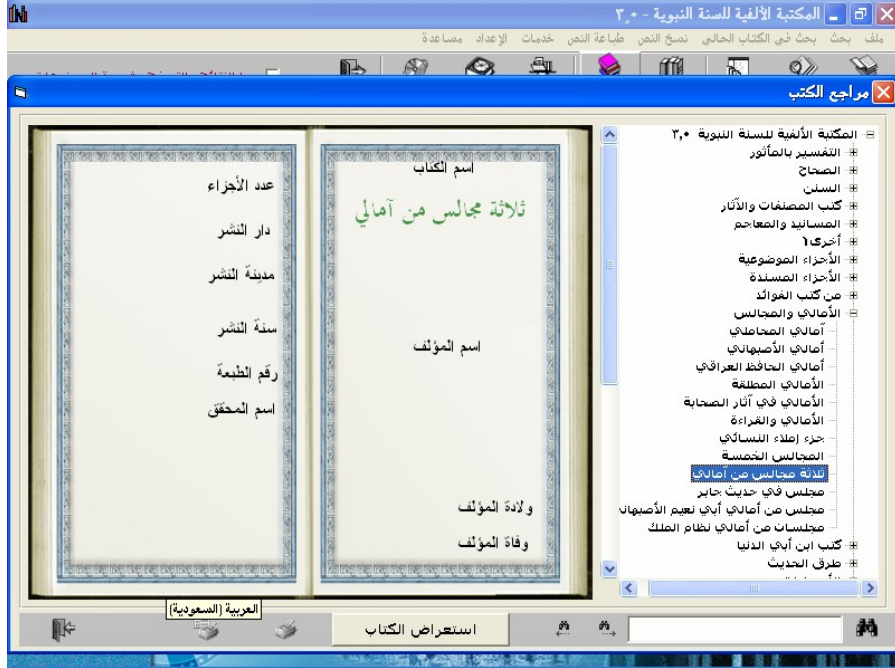 المكتبة الألفية للسنة النبوية - ٣,٠
ملف بحث بحث في الكتاب الحالي نسخ النص طباعة النص خدمات الإعداد مساعدة
مراجع الكتب
المكتبة الألفية للسنة النبوية ٣,٠
التفسير بالمأثور
الصحاح
السنن
كتب المصنفات والآثار
المسانيد والمعاجم
أخرى١
الأجزاء الموضوعية
الأجزاء المسندة
من كتب الفوائد
الأمالي والمجالس
آمالي المحاملي
أمالي الأصبهاني
أمالي الحافظ العراقي
الأمالي المطلقة
الأمالي في آثار الصحابة
الأمالي والقراءة
جزء إملاء النسائي
المجالس الخمسة
ثلاثة مجالس من آمالي
مجلس في حديث جابر
مجلس من أمالي أبي نعيم الأصبهان
مجلسان من أمالي نظام الملك
كتب ابن أبي الدنيا
طرق الحديث
اسم الكتاب
ثلاثة مجالس من آمالي
اسم المؤلف
ولادة المؤلف
وفاة المؤلف
عدد الأجزاء
دار النشر
مدينة النشر
سنة النشر
رقم الطبعة
اسم المحقق
العربية (السعودية)
استعراض الكتاب